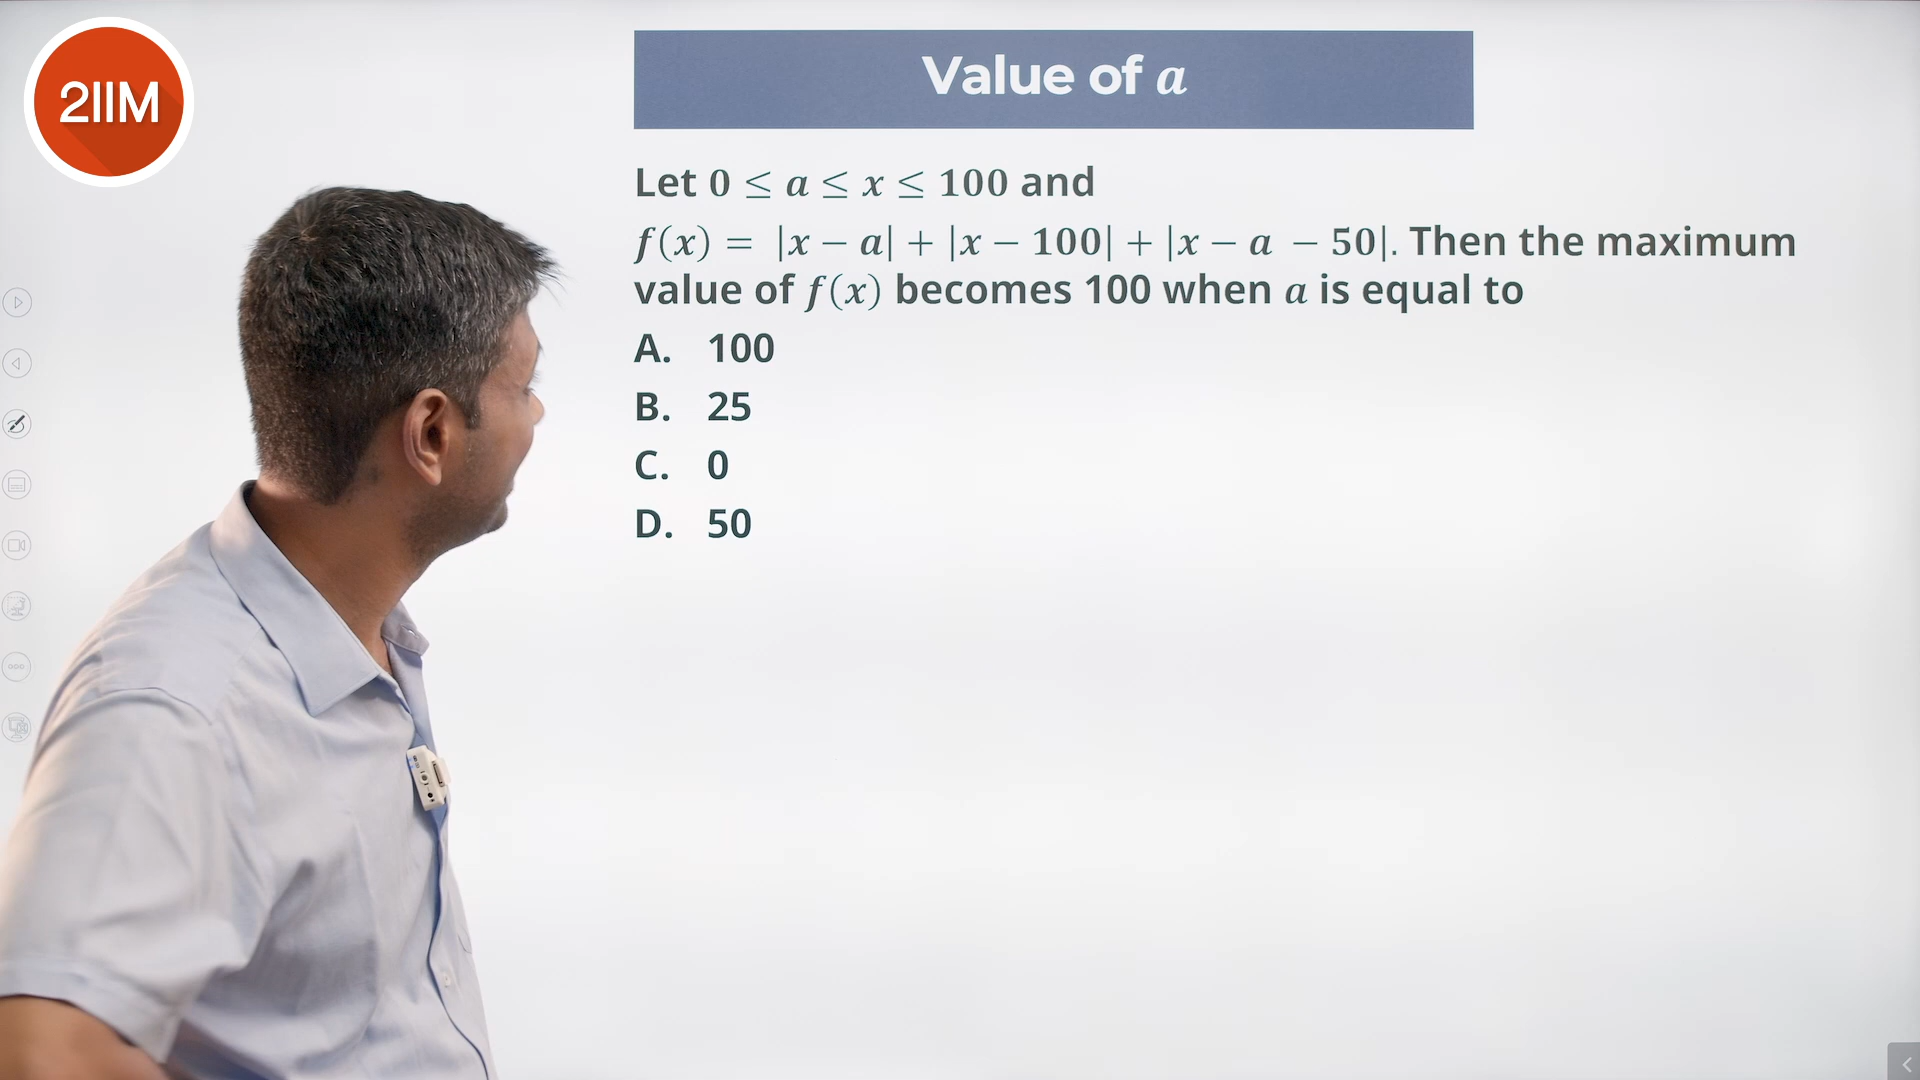 2IIM
Value of a
Let 0 ≤ a ≤ x ≤ 100 and
f(x) = |x − a| + |x − 100| + |x − a − 50|. Then the maximum
value of f(x) becomes 100 when a is equal to
A. 100
B. 25
C. 0
D. 50